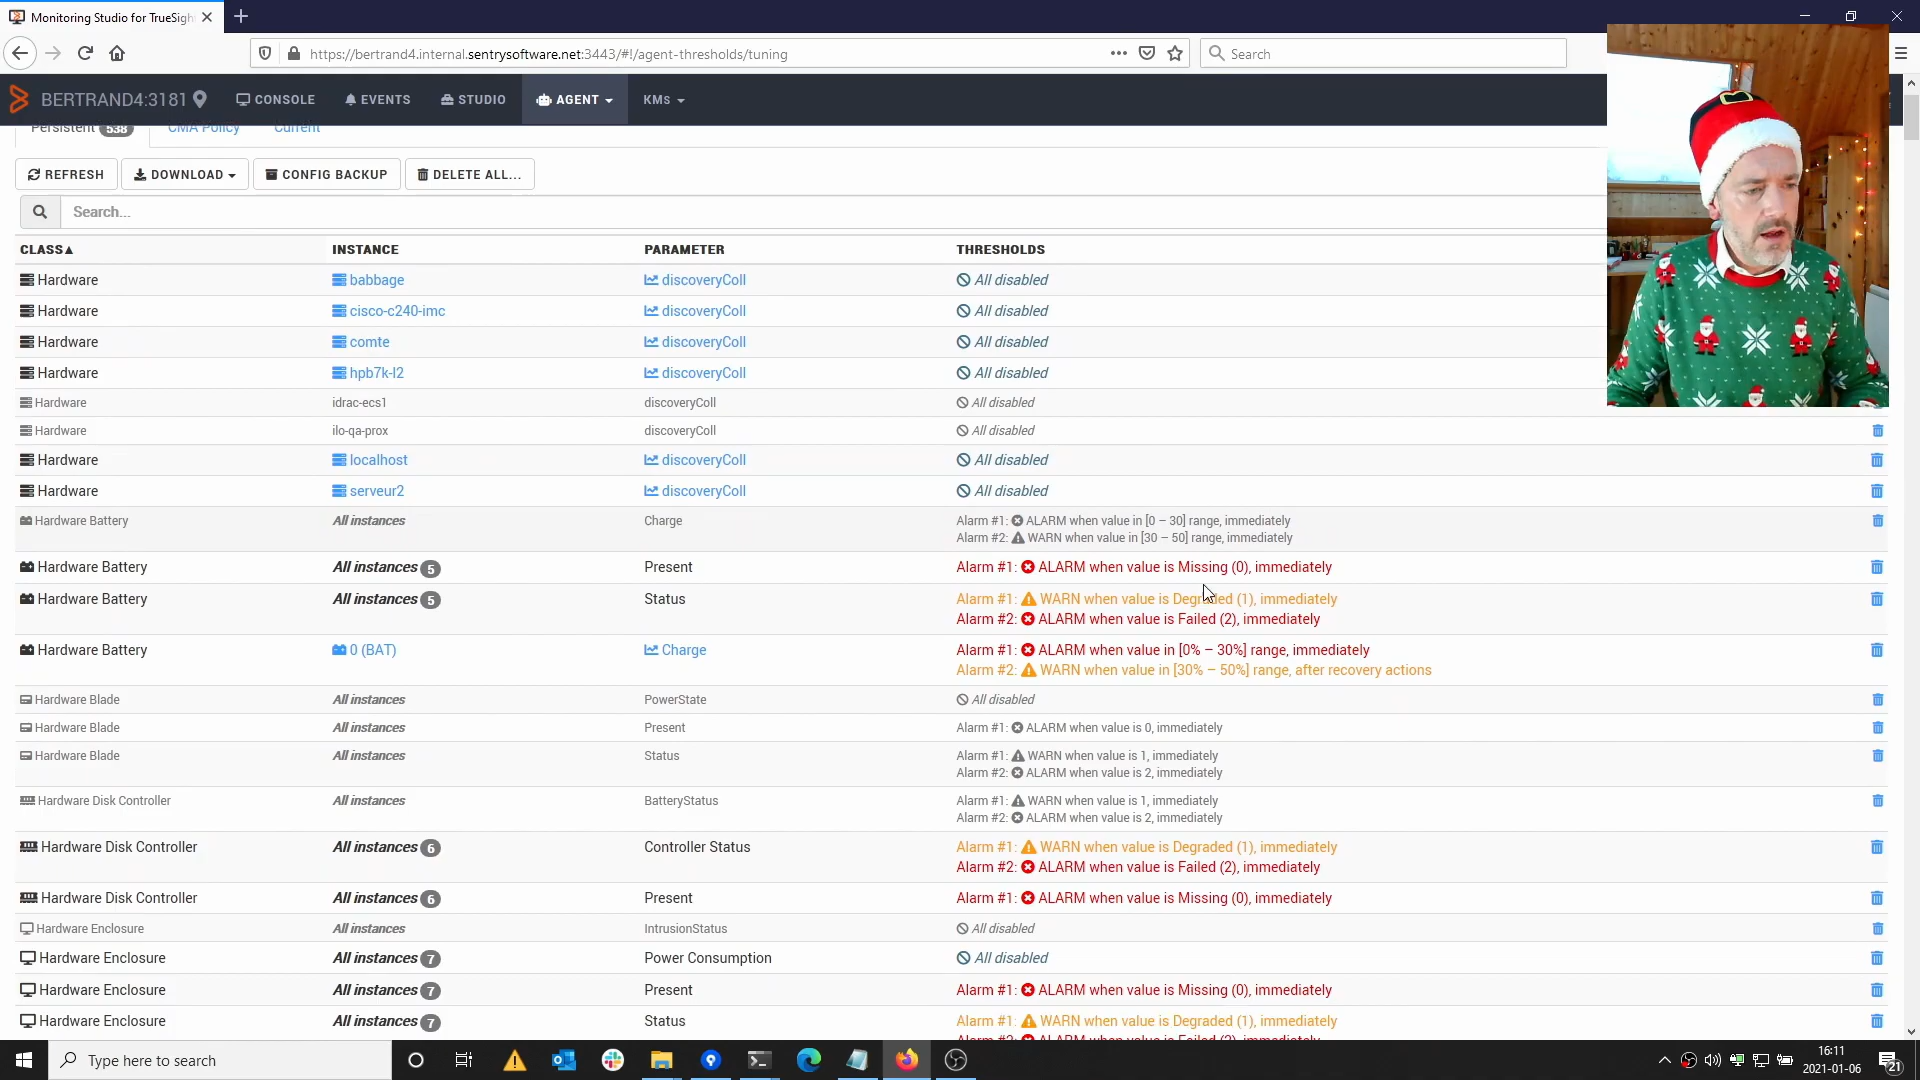 Monitoring Studio for TrueSigh
https://bertrand4.internal.sentrysoftware.net:3443/#!/agent-thresholds/tuning
Search
BERTRAND4:3181 CONSOLE EVENTS STUDIO AGENT KMs
Persistent 538 CMA Policy Current
REFRESH DOWNLOAD CONFIG BACKUP DELETE ALL...
Search...
CLASS▲ INSTANCE PARAMETER THRESHOLDS
Hardware babbage discoveryColl All disabled
Hardware cisco-c240-imc discoveryColl All disabled
Hardware comte discoveryColl All disabled
Hardware hpb7k-l2 discoveryColl All disabled
Hardware idrac-ecs1 discoveryColl All disabled
Hardware ilo-qa-prox discoveryColl All disabled
Hardware localhost discoveryColl All disabled
Hardware serveur2 discoveryColl All disabled
Hardware Battery All instances Charge Alarm #1: ALARM when value in [0 – 30] range, immediately
Alarm #2: WARN when value in [30 – 50] range, immediately
Hardware Battery All instances 5 Present Alarm #1: ALARM when value is Missing (0), immediately
Hardware Battery All instances 5 Status Alarm #1: WARN when value is Degraded (1), immediately
Alarm #2: ALARM when value is Failed (2), immediately
Hardware Battery 0 (BAT) Charge Alarm #1: ALARM when value in [0% – 30%] range, immediately
Alarm #2: WARN when value in [30% – 50%] range, after recovery actions
Hardware Blade All instances PowerState All disabled
Hardware Blade All instances Present Alarm #1: ALARM when value is 0, immediately
Hardware Blade All instances Status Alarm #1: WARN when value is 1, immediately
Alarm #2: ALARM when value is 2, immediately
Hardware Disk Controller All instances BatteryStatus Alarm #1: WARN when value is 1, immediately
Alarm #2: ALARM when value is 2, immediately
Hardware Disk Controller All instances 6 Controller Status Alarm #1: WARN when value is Degraded (1), immediately
Alarm #2: ALARM when value is Failed (2), immediately
Hardware Disk Controller All instances 6 Present Alarm #1: ALARM when value is Missing (0), immediately
Hardware Enclosure All instances IntrusionStatus All disabled
Hardware Enclosure All instances 7 Power Consumption All disabled
Hardware Enclosure All instances 7 Present Alarm #1: ALARM when value is Missing (0), immediately
Hardware Enclosure All instances 7 Status Alarm #1: WARN when value is Degraded (1), immediately
Alarm #2: ALARM when value is Failed (2), immediately
Type here to search
16:11
2021-01-06
21